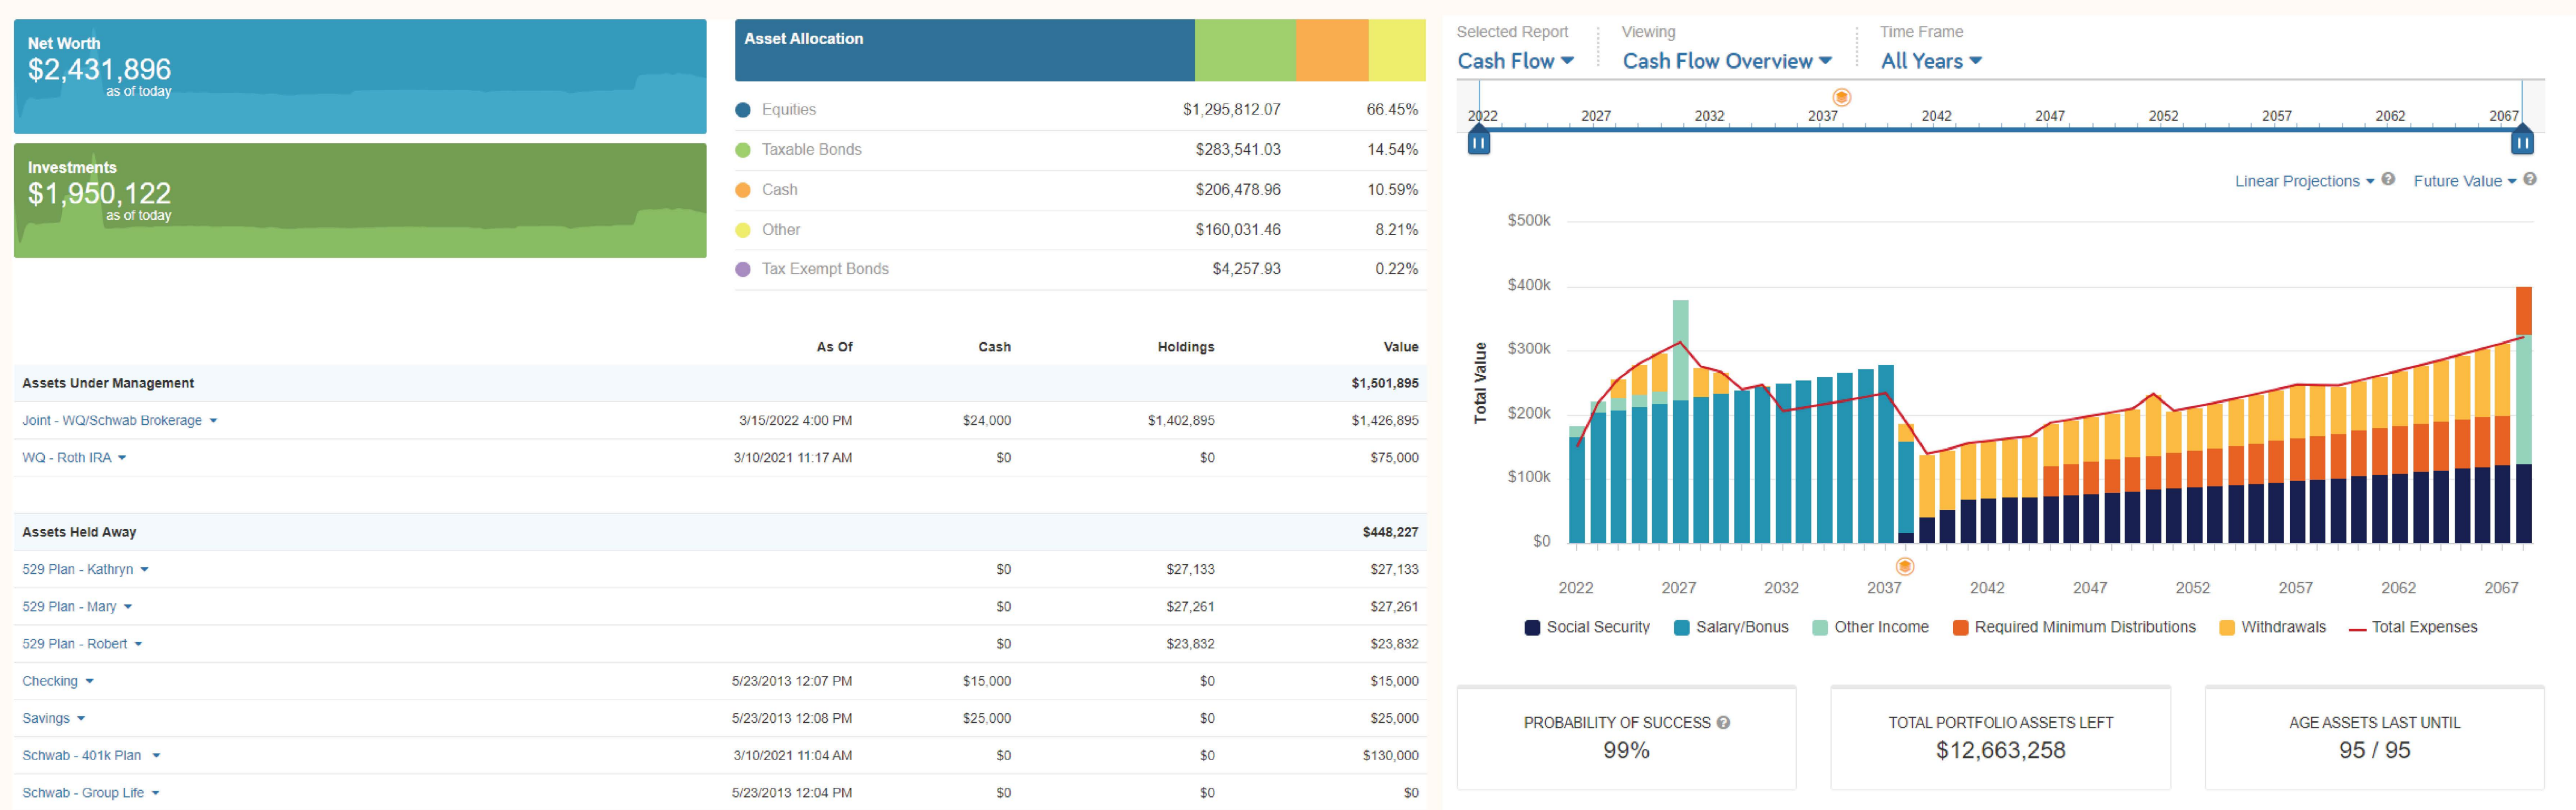 Net Worth
$2,431,896
as of today
Investments
$1,950,122
as of today
Asset Allocation
Equities $1,295,812.07 66.45%
Taxable Bonds $283,541.03 14.54%
Cash $206,478.96 10.59%
Other $160,031.46 8.21%
Tax Exempt Bonds $4,257.93 0.22%
As Of Cash Holdings Value
Assets Under Management $1,501,895
Joint - WQ/Schwab Brokerage 3/15/2022 4:00 PM $24,000 $1,402,895 $1,426,895
WQ - Roth IRA 3/10/2021 11:17 AM $0 $0 $75,000
Assets Held Away $448,227
529 Plan - Kathryn $0 $27,133 $27,133
529 Plan - Mary $0 $27,261 $27,261
529 Plan - Robert $0 $23,832 $23,832
Checking 5/23/2013 12:07 PM $15,000 $0 $15,000
Savings 5/23/2013 12:08 PM $25,000 $0 $25,000
Schwab - 401k Plan 3/10/2021 11:04 AM $0 $0 $130,000
Schwab - Group Life 5/23/2013 12:04 PM $0 $0 $0
Selected Report Viewing Time Frame
Cash Flow Cash Flow Overview All Years
2022 2027 2032 2037 2042 2047 2052 2057 2062 2067
Linear Projections ? Future Value ?
$500k
$400k
$300k
$200k
$100k
$0
Total Value
2022 2027 2032 2037 2042 2047 2052 2057 2062 2067
Social Security Salary/Bonus Other Income Required Minimum Distributions Withdrawals Total Expenses
PROBABILITY OF SUCCESS ?
99%
TOTAL PORTFOLIO ASSETS LEFT
$12,663,258
AGE ASSETS LAST UNTIL
95 / 95